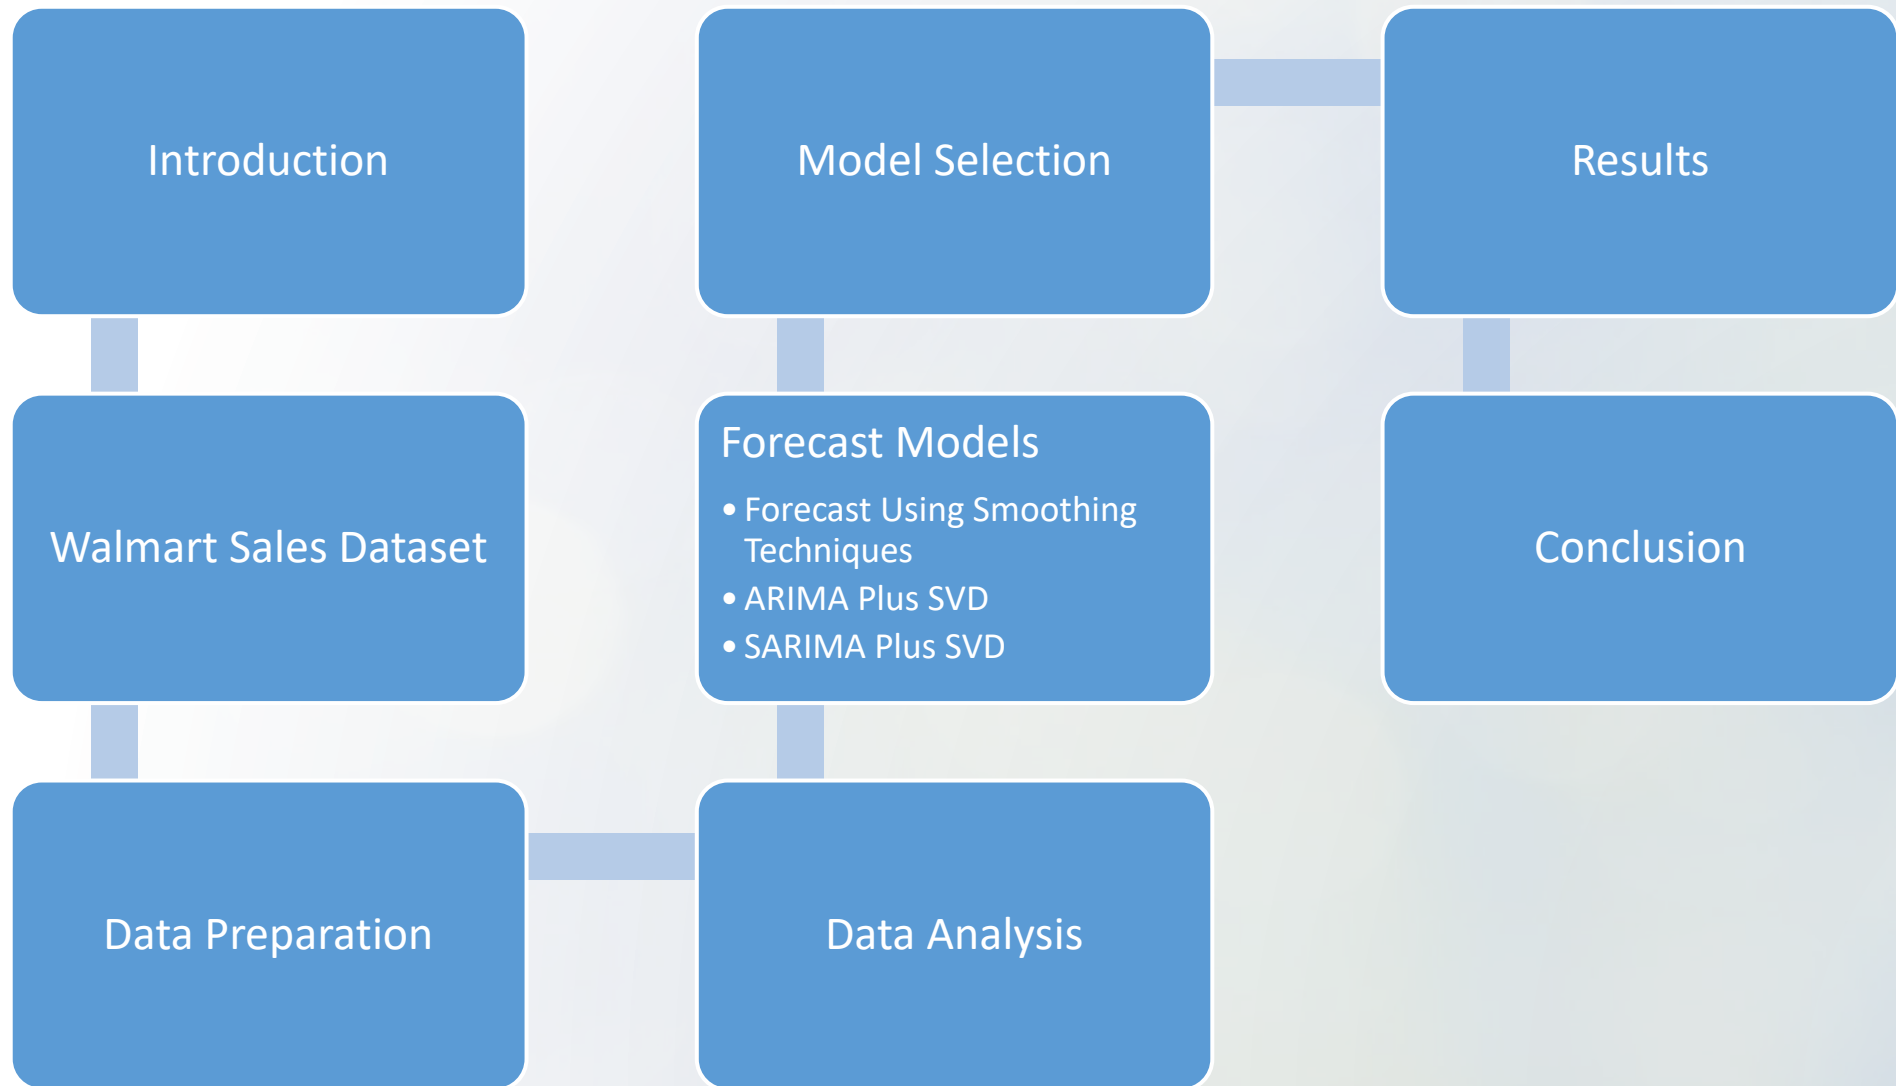 Introduction
Walmart Sales Dataset
Data Preparation
Data Analysis
Forecast Models
• Forecast Using Smoothing
Techniques
• ARIMA Plus SVD
• SARIMA Plus SVD
Model Selection
Results
Conclusion